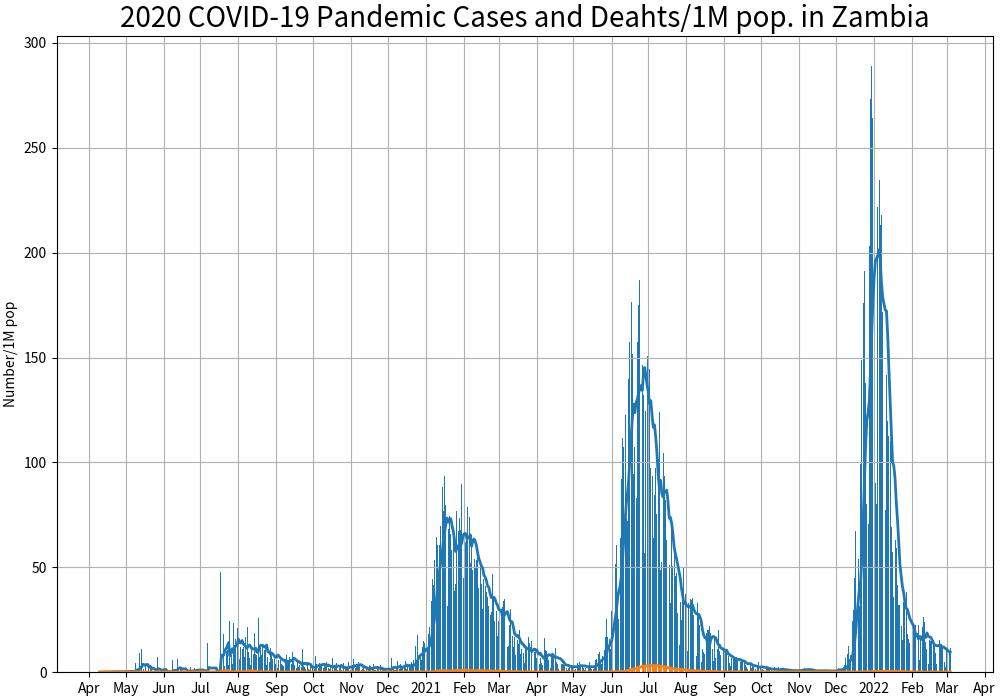 2020 COVID-19 Pandemic Cases and Deahts/1M pop. in Zambia
Number/1M pop
300
250
200
150
100
50
0
Apr May Jun Jul Aug Sep Oct Nov Dec 2021 Feb Mar Apr May Jun Jul Aug Sep Oct Nov Dec 2022 Feb Mar Apr